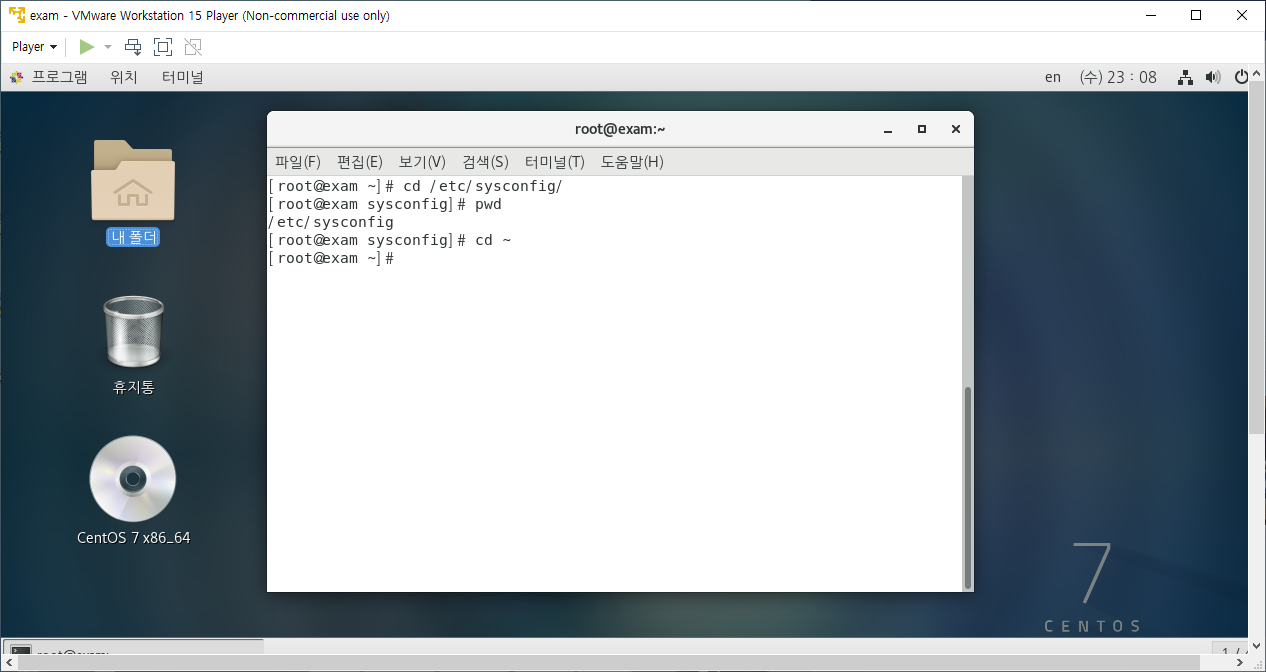 exam - VMware Workstation 15 Player (Non-commercial use only)
Player
프로그램 위치 터미널 en (수) 23 : 08
root@exam:~
파일(F) 편집(E) 보기(V) 검색(S) 터미널(T) 도움말(H)
[root@exam ~]# cd /etc/sysconfig/
[root@exam sysconfig]# pwd
/etc/sysconfig
[root@exam sysconfig]# cd ~
[root@exam ~]#
내 폴더
휴지통
CentOS 7 x86_64
7
CENTOS
root@exam:~